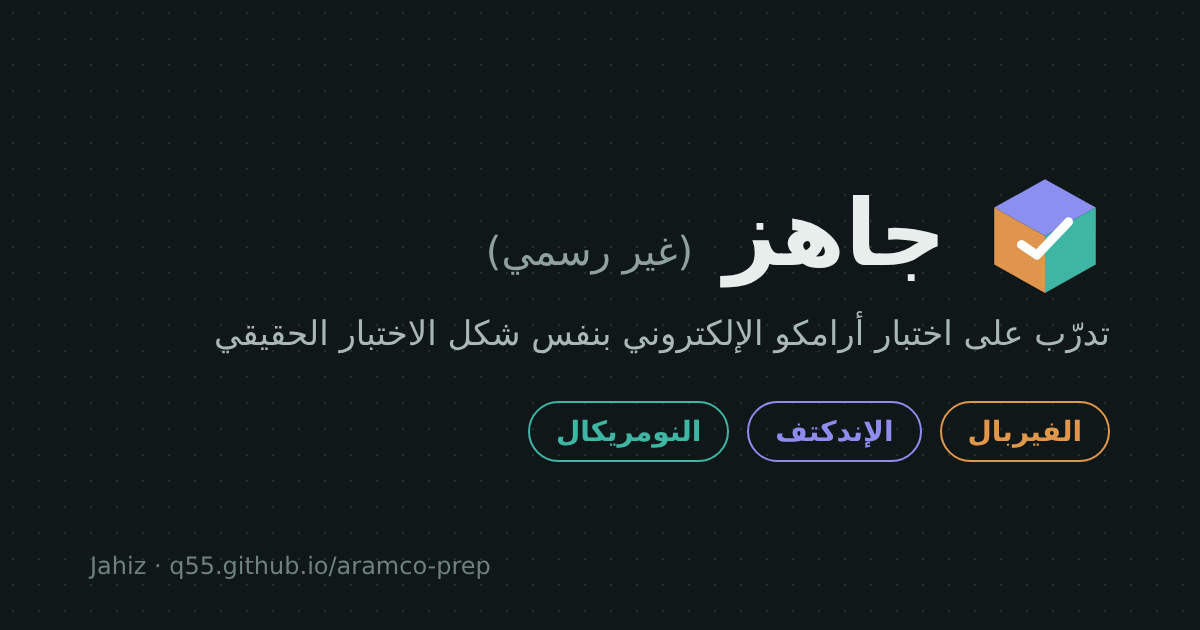 جاهز (غير رسمي)
تدرّب على اختبار أرامكو الإلكتروني بنفس شكل الاختبار الحقيقي
الفيربال الإندكتف النومريكال
Jahiz · q55.github.io/aramco-prep